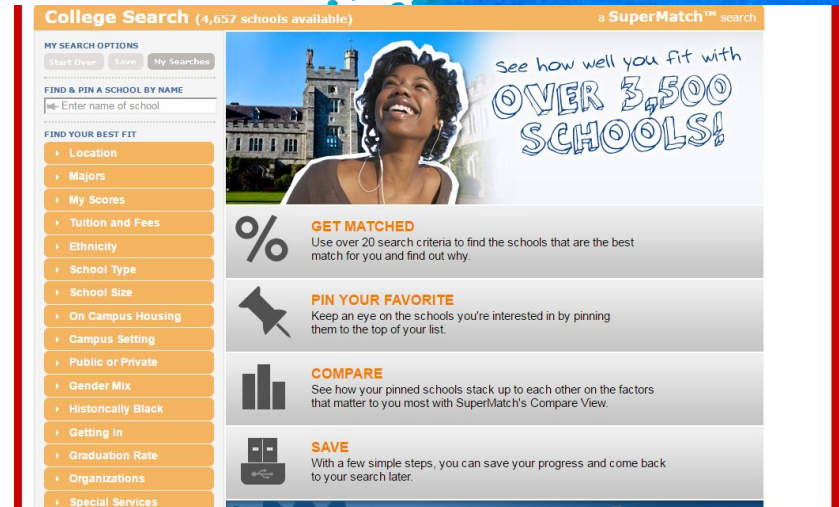 College Search (4,657 schools available)
a SuperMatch™ search
MY SEARCH OPTIONS
Start Over Save My Searches
FIND & PIN A SCHOOL BY NAME
Enter name of school
FIND YOUR BEST FIT
Location
Majors
My Scores
Tuition and Fees
Ethnicity
School Type
School Size
On Campus Housing
Campus Setting
Public or Private
Gender Mix
Historically Black
Getting In
Graduation Rate
Organizations
Special Services
See how well you fit with
OVER 3,500
SCHOOLS!
GET MATCHED
Use over 20 search criteria to find the schools that are the best
match for you and find out why.
PIN YOUR FAVORITE
Keep an eye on the schools you're interested in by pinning
them to the top of your list.
COMPARE
See how your pinned schools stack up to each other on the factors
that matter to you most with SuperMatch's Compare View.
SAVE
With a few simple steps, you can save your progress and come back
to your search later.